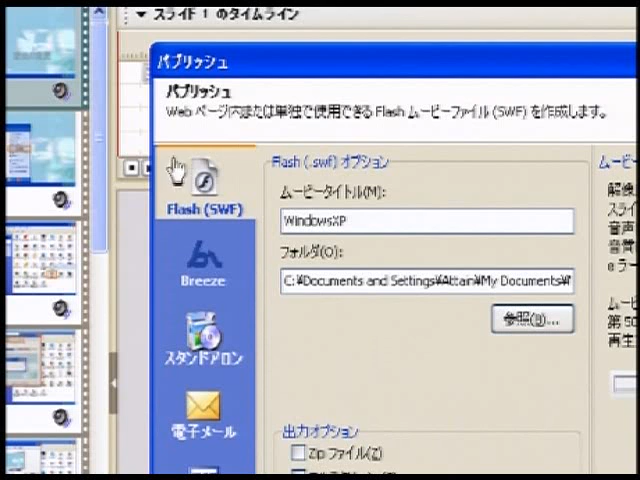 スライド 1 のタイムライン
パブリッシュ
パブリッシュ
Web ページ内または単独で使用できる Flash ムービーファイル (SWF) を作成します。
Flash (.swf) オプション
ムービー
ムービータイトル(M):
解像
スライ
Flash (SWF)
WindowsXP
音声
音質
フォルダ(O):
eラー
Breeze
C:¥Documents and Settings¥Attain¥My Documents¥
ムービ
参照(B)...
第 50
再生
スタンドアロン
電子メール
出力オプション
Zip ファイル(Z)